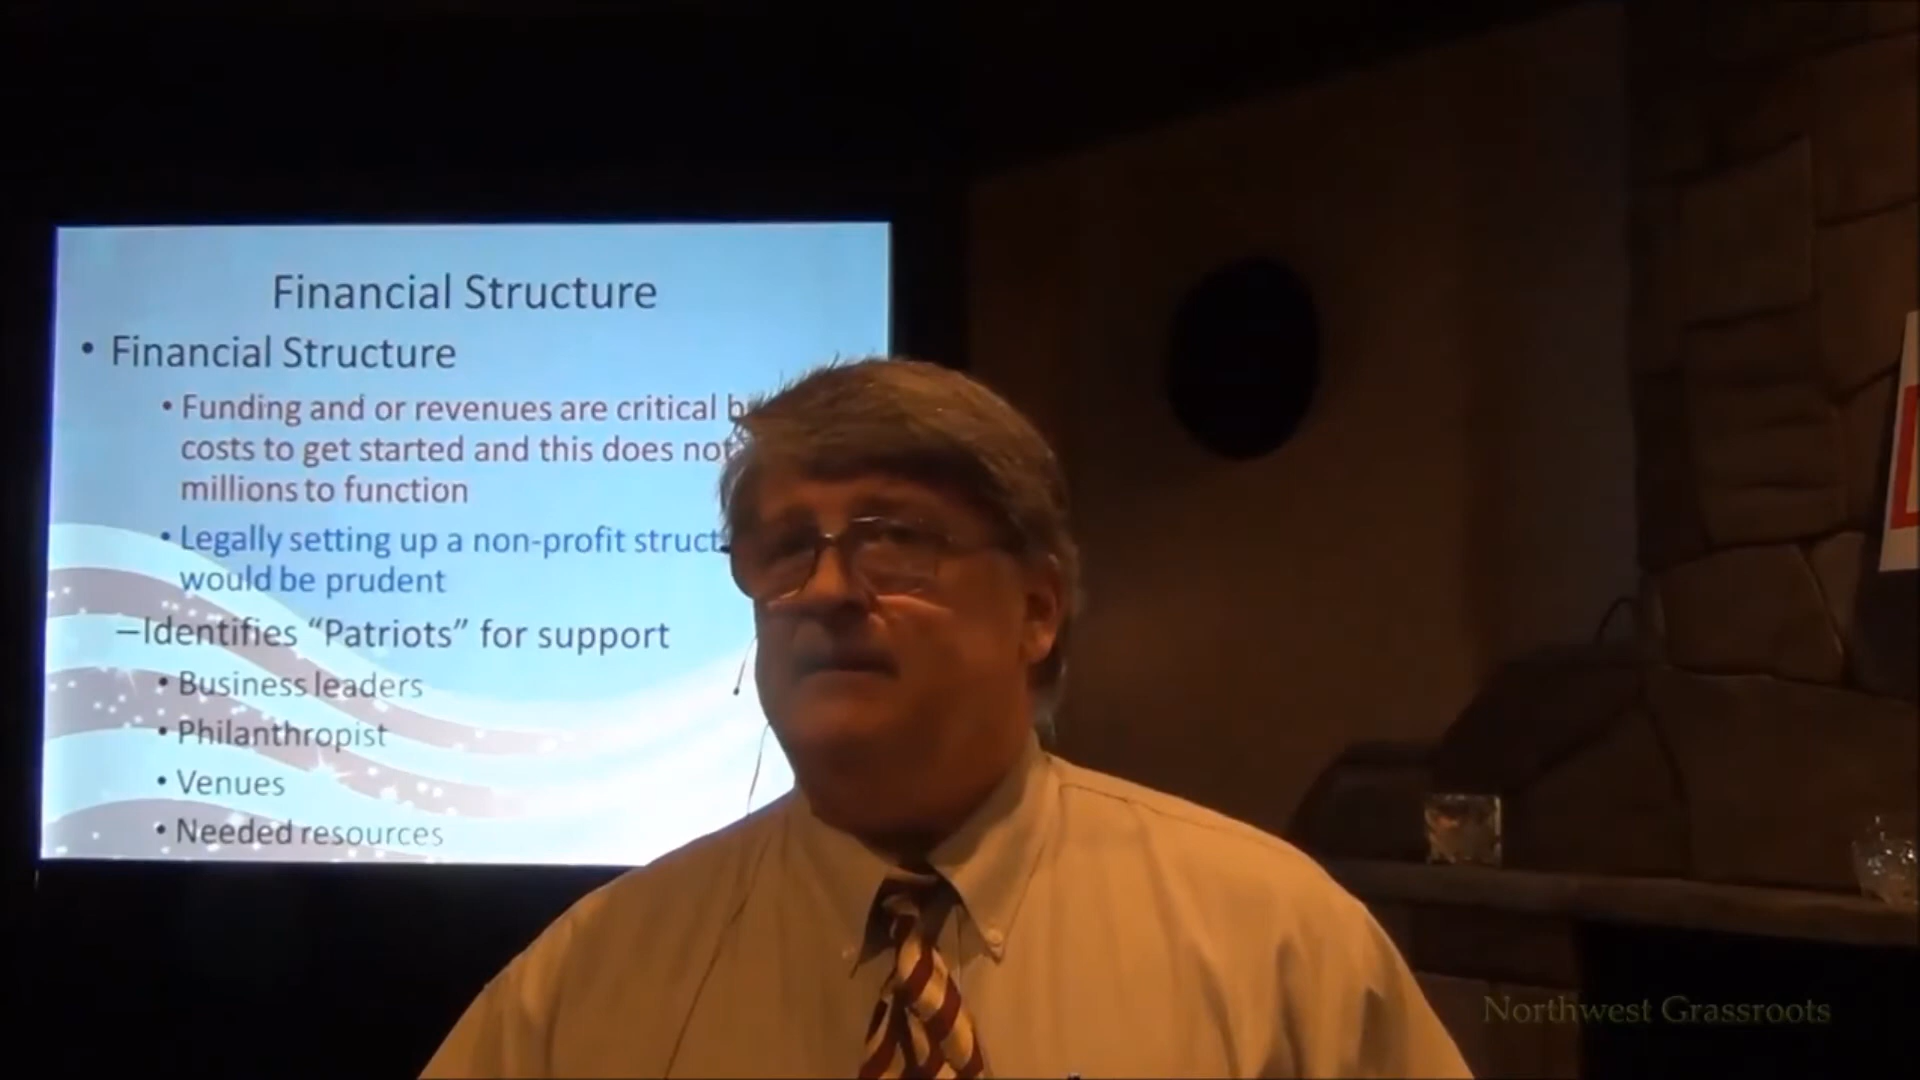 Financial Structure
• Financial Structure
• Funding and or revenues are critical
costs to get started and this does not
millions to function
• Legally setting up a non-profit
would be prudent
–Identifies “Patriots” for support
• Business leaders
• Philanthropist
• Venues
• Needed resources
Northwest Grassroots